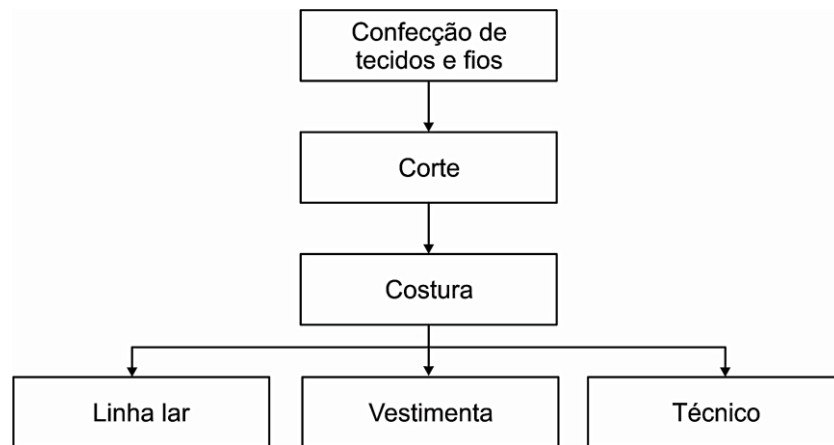 Confecção de
tecidos e fios
Corte
Costura
Linha lar
Vestimenta
Técnico